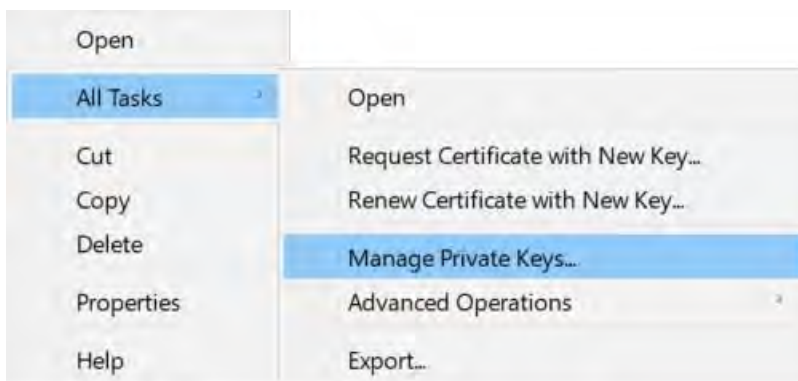 Open
All Tasks
Cut
Copy
Delete
Properties
Help
Open
Request Certificate with New Key...
Renew Certificate with New Key...
Manage Private Keys...
Advanced Operations
Export...